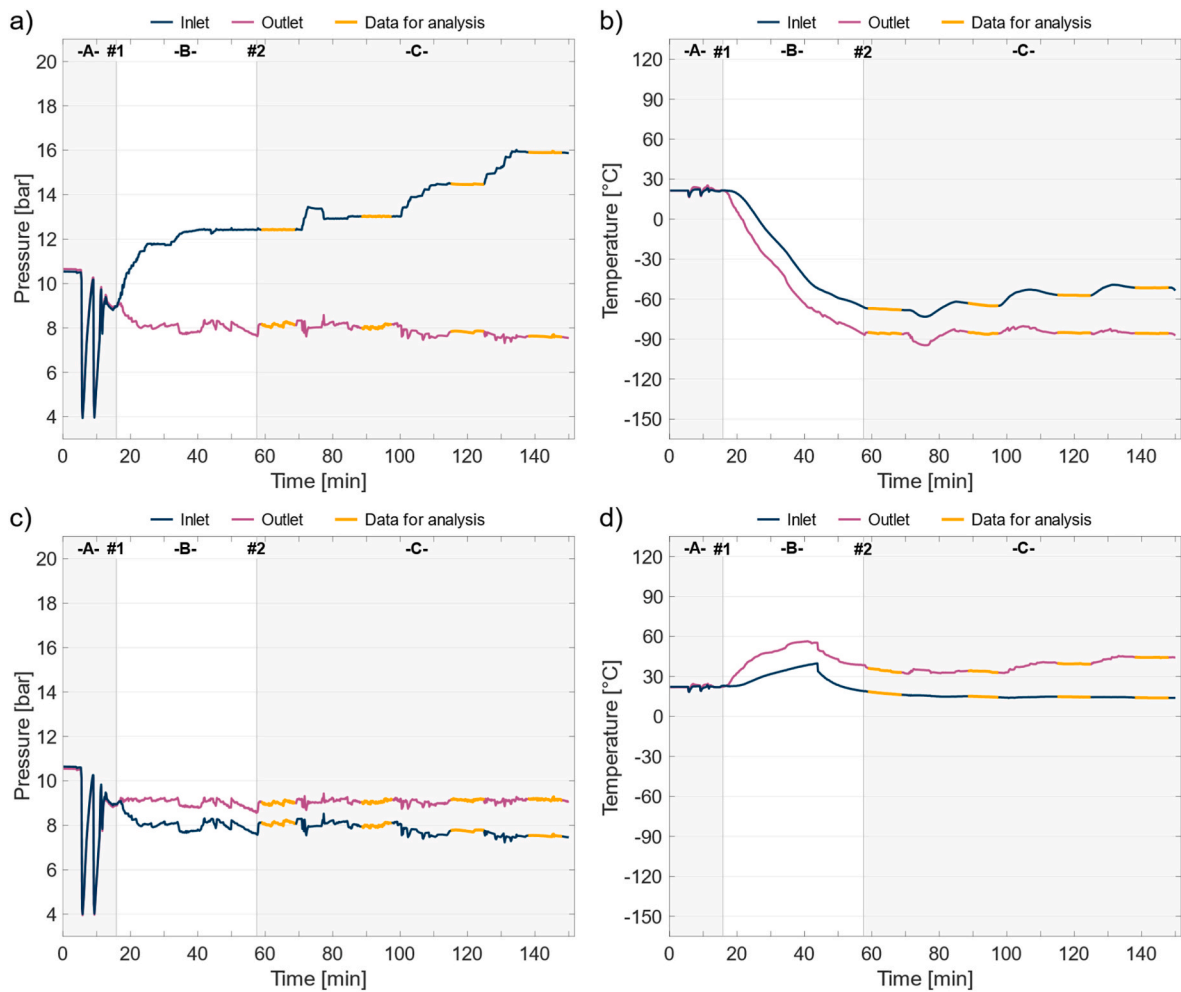 a) Inlet Outlet Data for analysis
-A- #1 -B- #2 -C-
20
18
16
14
12
10
8
6
4
Pressure [bar]
0 20 40 60 80 100 120 140
Time [min]
b) Inlet Outlet Data for analysis
-A- #1 -B- #2 -C-
120
90
60
30
0
-30
-60
-90
-120
-150
Temperature [°C]
0 20 40 60 80 100 120 140
Time [min]
c) Inlet Outlet Data for analysis
-A- #1 -B- #2 -C-
20
18
16
14
12
10
8
6
4
Pressure [bar]
0 20 40 60 80 100 120 140
Time [min]
d) Inlet Outlet Data for analysis
-A- #1 -B- #2 -C-
120
90
60
30
0
-30
-60
-90
-120
-150
Temperature [°C]
0 20 40 60 80 100 120 140
Time [min]